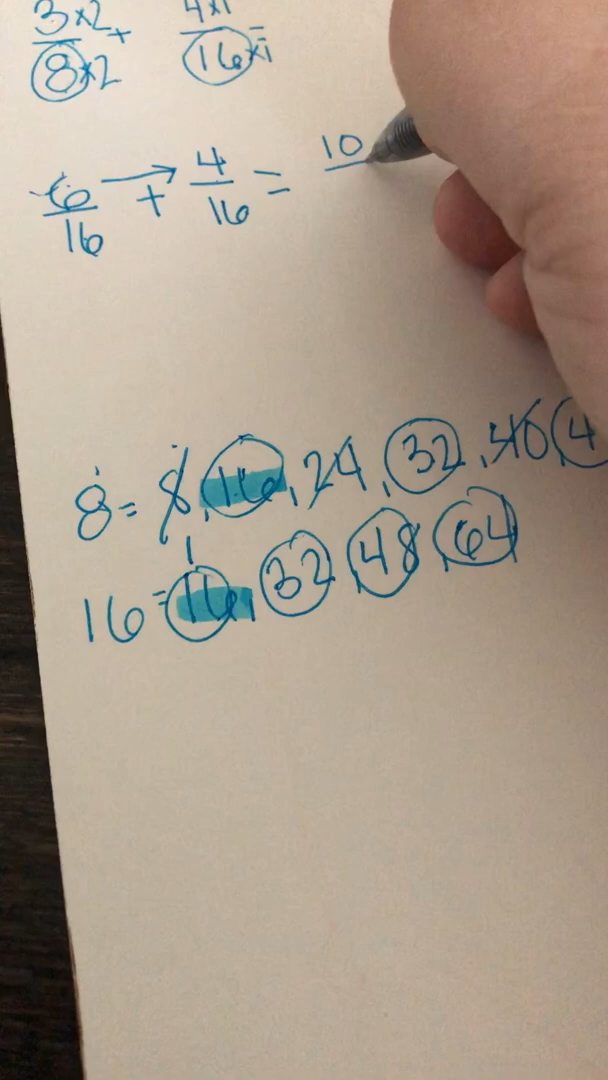 3×2 + 4×1 =
8×2 16×1
6 → 4 10
16 + 16 =
8 = 8, 16, 24, 32, 40, 4
16 = 16, 32, 48, 64